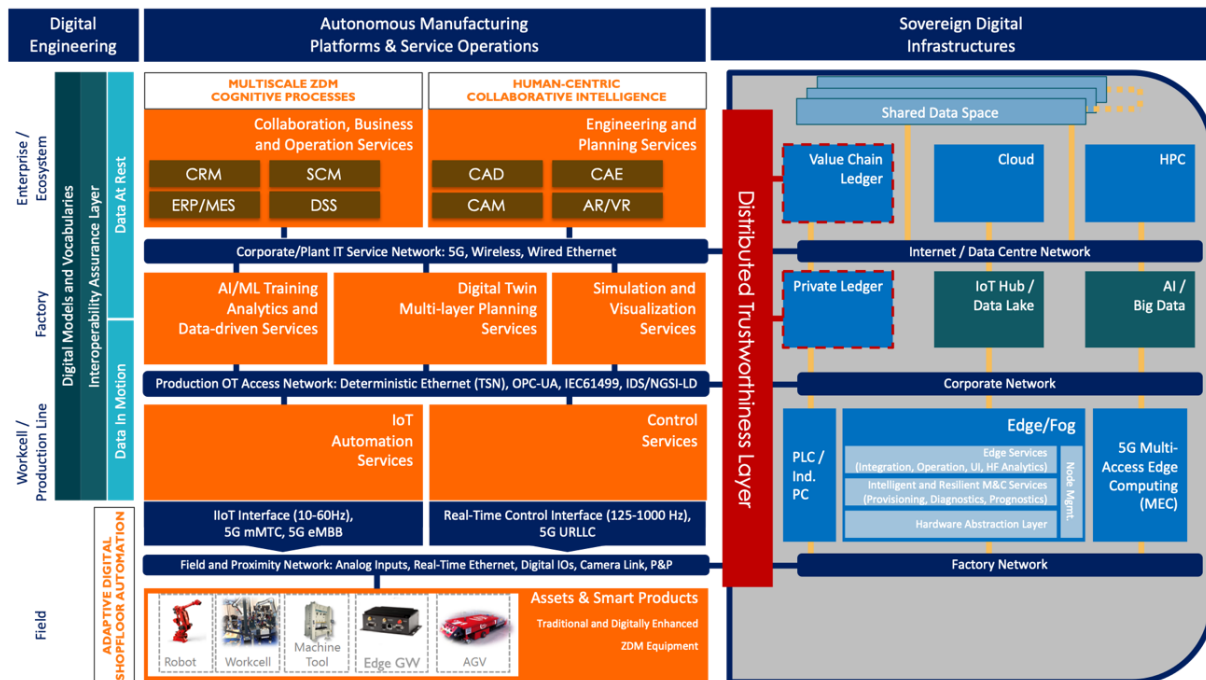 Digital
Engineering
Autonomous Manufacturing
Platforms & Service Operations
Sovereign Digital
Infrastructures
Enterprise /
Ecosystem
Factory
Workcell /
Production Line
Field
Digital Models and Vocabularies
Interoperability Assurance Layer
Data At Rest
Data In Motion
ADAPTIVE DIGITAL
SHOPFLOOR AUTOMATION
MULTISCALE ZDM
COGNITIVE PROCESSES
HUMAN-CENTRIC
COLLABORATIVE INTELLIGENCE
Collaboration, Business
and Operation Services
CRM
SCM
ERP/MES
DSS
Engineering and
Planning Services
CAD
CAE
CAM
AR/VR
Corporate/Plant IT Service Network: 5G, Wireless, Wired Ethernet
AI/ML Training
Analytics and
Data-driven Services
Digital Twin
Multi-layer Planning
Services
Simulation and
Visualization
Services
Production OT Access Network: Deterministic Ethernet (TSN), OPC-UA, IEC61499, IDS/NGSI-LD
IoT
Automation
Services
Control
Services
IIoT Interface (10-60Hz),
5G mMTC, 5G eMBB
Real-Time Control Interface (125-1000 Hz),
5G URLLC
Field and Proximity Network: Analog Inputs, Real-Time Ethernet, Digital IOs, Camera Link, P&P
Robot
Workcell
Machine
Tool
Edge GW
AGV
Assets & Smart Products
Traditional and Digitally Enhanced
ZDM Equipment
Distributed Trustworthiness Layer
Shared Data Space
Value Chain
Ledger
Cloud
HPC
Internet / Data Centre Network
Private Ledger
IoT Hub /
Data Lake
AI /
Big Data
Corporate Network
PLC /
Ind.
PC
Edge/Fog
Edge Services
(Integration, Operation, UI, HF Analytics)
Intelligent and Resilient M&C Services
(Provisioning, Diagnostics, Prognostics)
Hardware Abstraction Layer
Node Mgmt.
5G Multi-
Access Edge
Computing
(MEC)
Factory Network